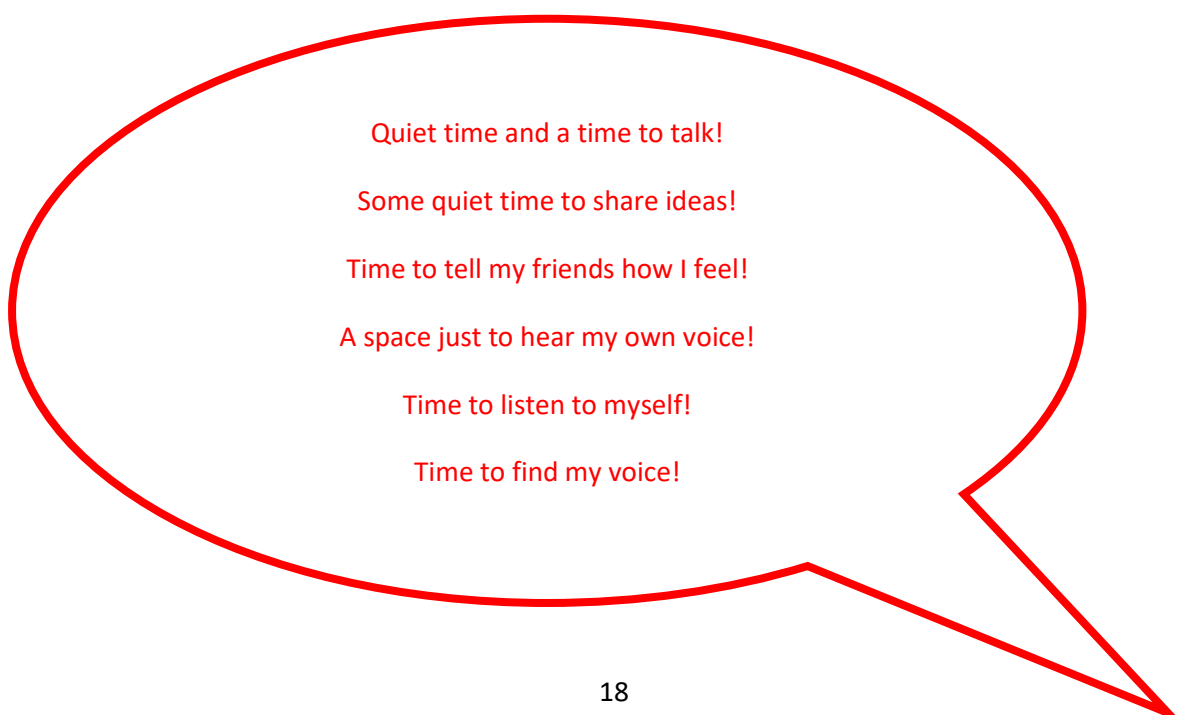 Quiet time and a time to talk!
Some quiet time to share ideas!
Time to tell my friends how I feel!
A space just to hear my own voice!
Time to listen to myself!
Time to find my voice!
18